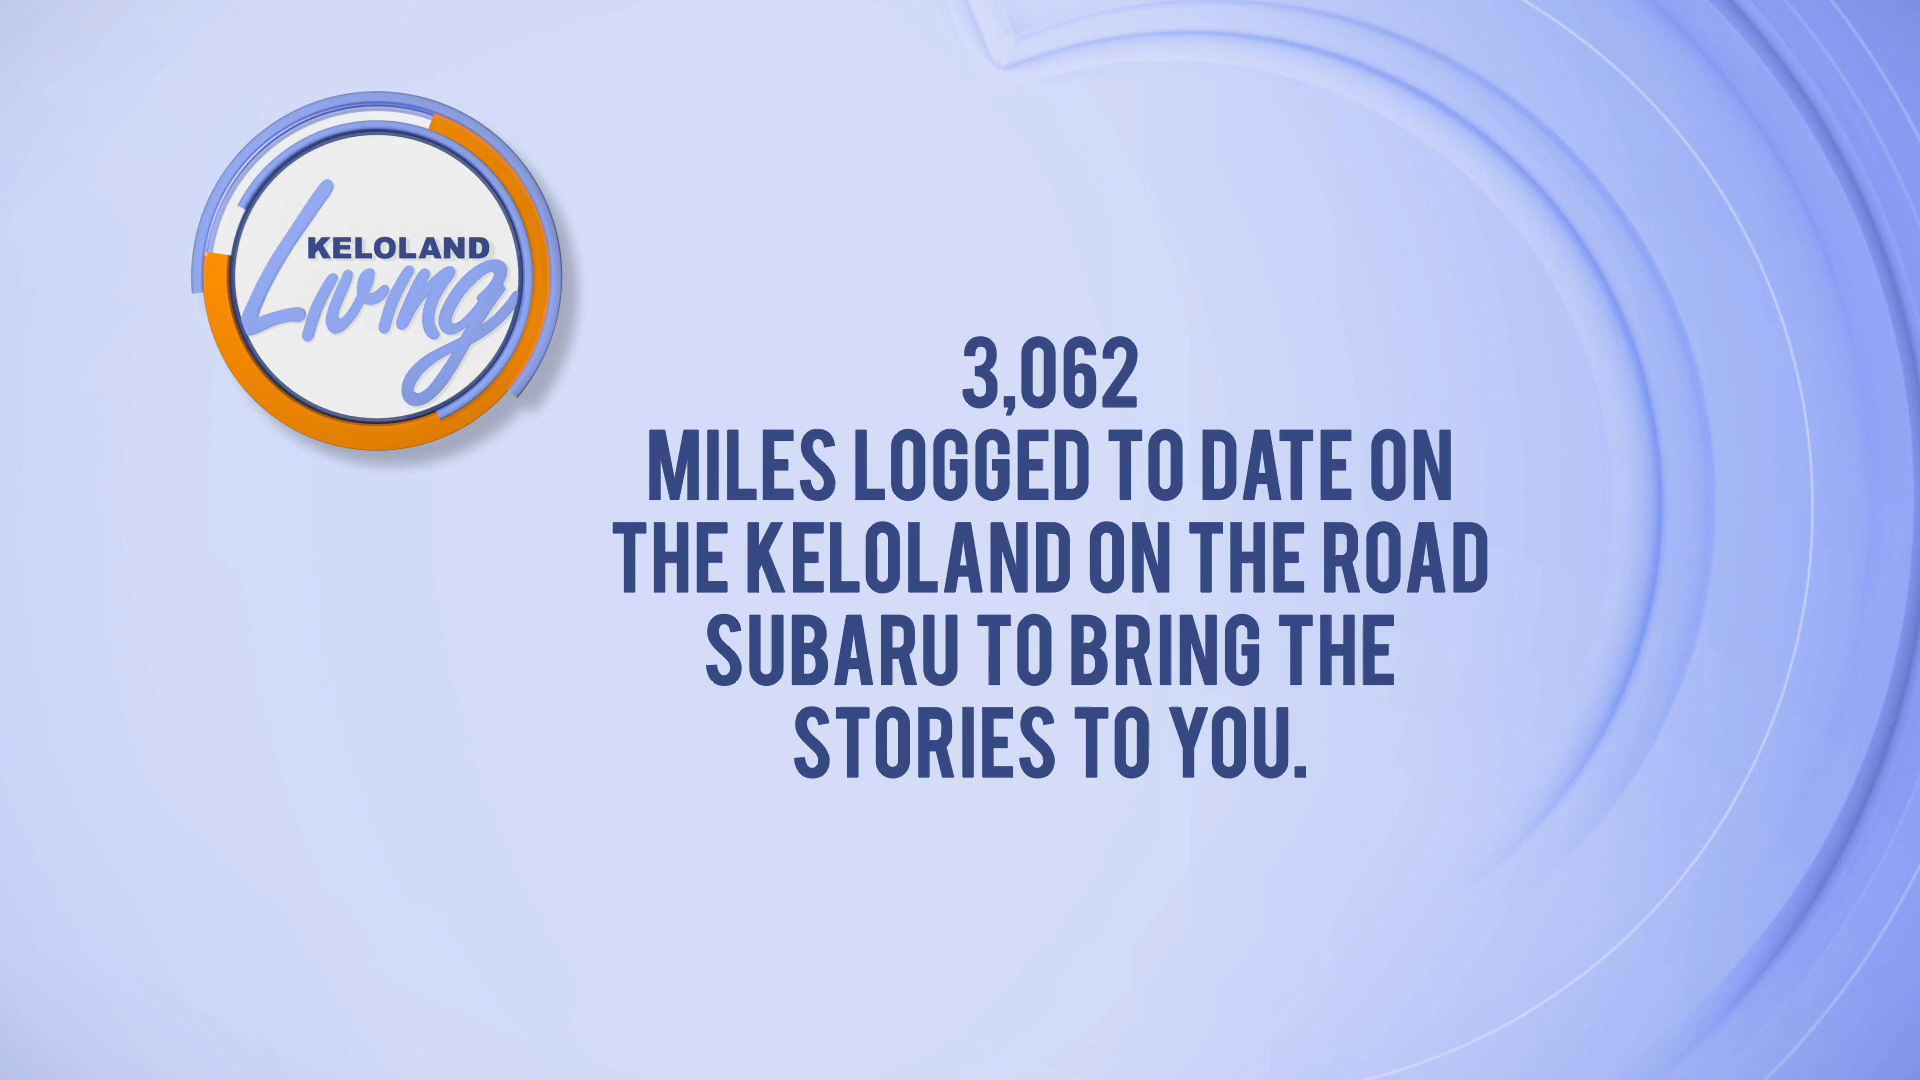 KELOLAND
Living
3,062
MILES LOGGED TO DATE ON
THE KELOLAND ON THE ROAD
SUBARU TO BRING THE
STORIES TO YOU.